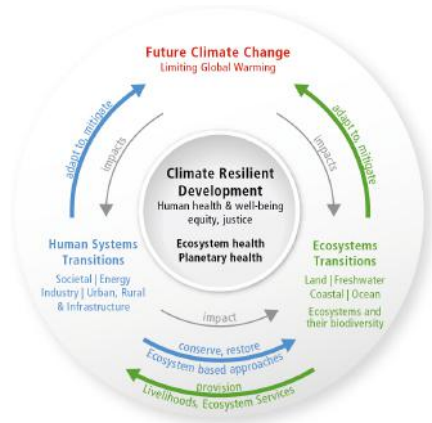 Future Climate Change
Limiting Global Warming
adapt to, mitigate
impacts
impacts
adapt to, mitigate
Climate Resilient
Development
Human health & well-being
equity, justice
Ecosystem health
Planetary health
Human Systems
Transitions
Societal | Energy
Industry | Urban, Rural
& Infrastructure
Ecosystems
Transitions
Land | Freshwater
Coastal | Ocean
Ecosystems and
their biodiversity
impact
conserve, restore
Ecosystem based approaches
provision
Livelihoods, Ecosystem Services